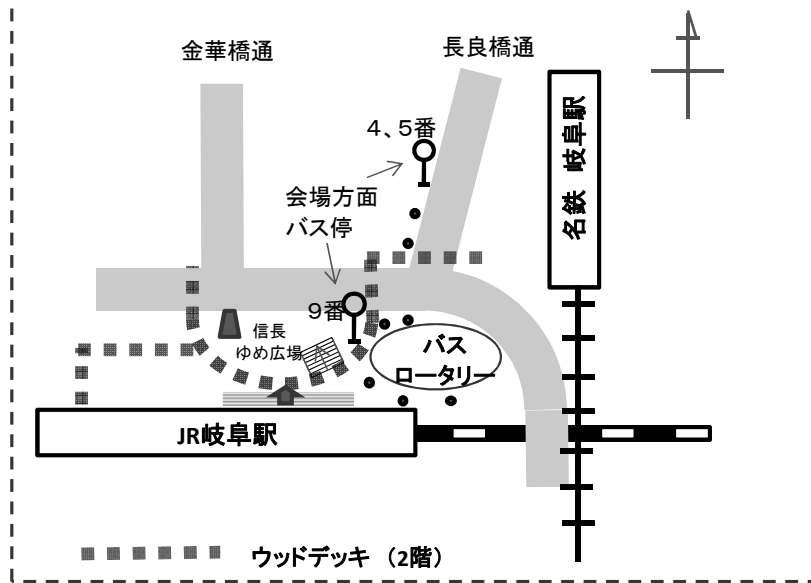 金華橋通
長良橋通
4、5番
名鉄 岐阜駅
会場方面
バス停
9番
信長
ゆめ広場
バス
ロータリー
JR岐阜駅
ウッドデッキ (2階)